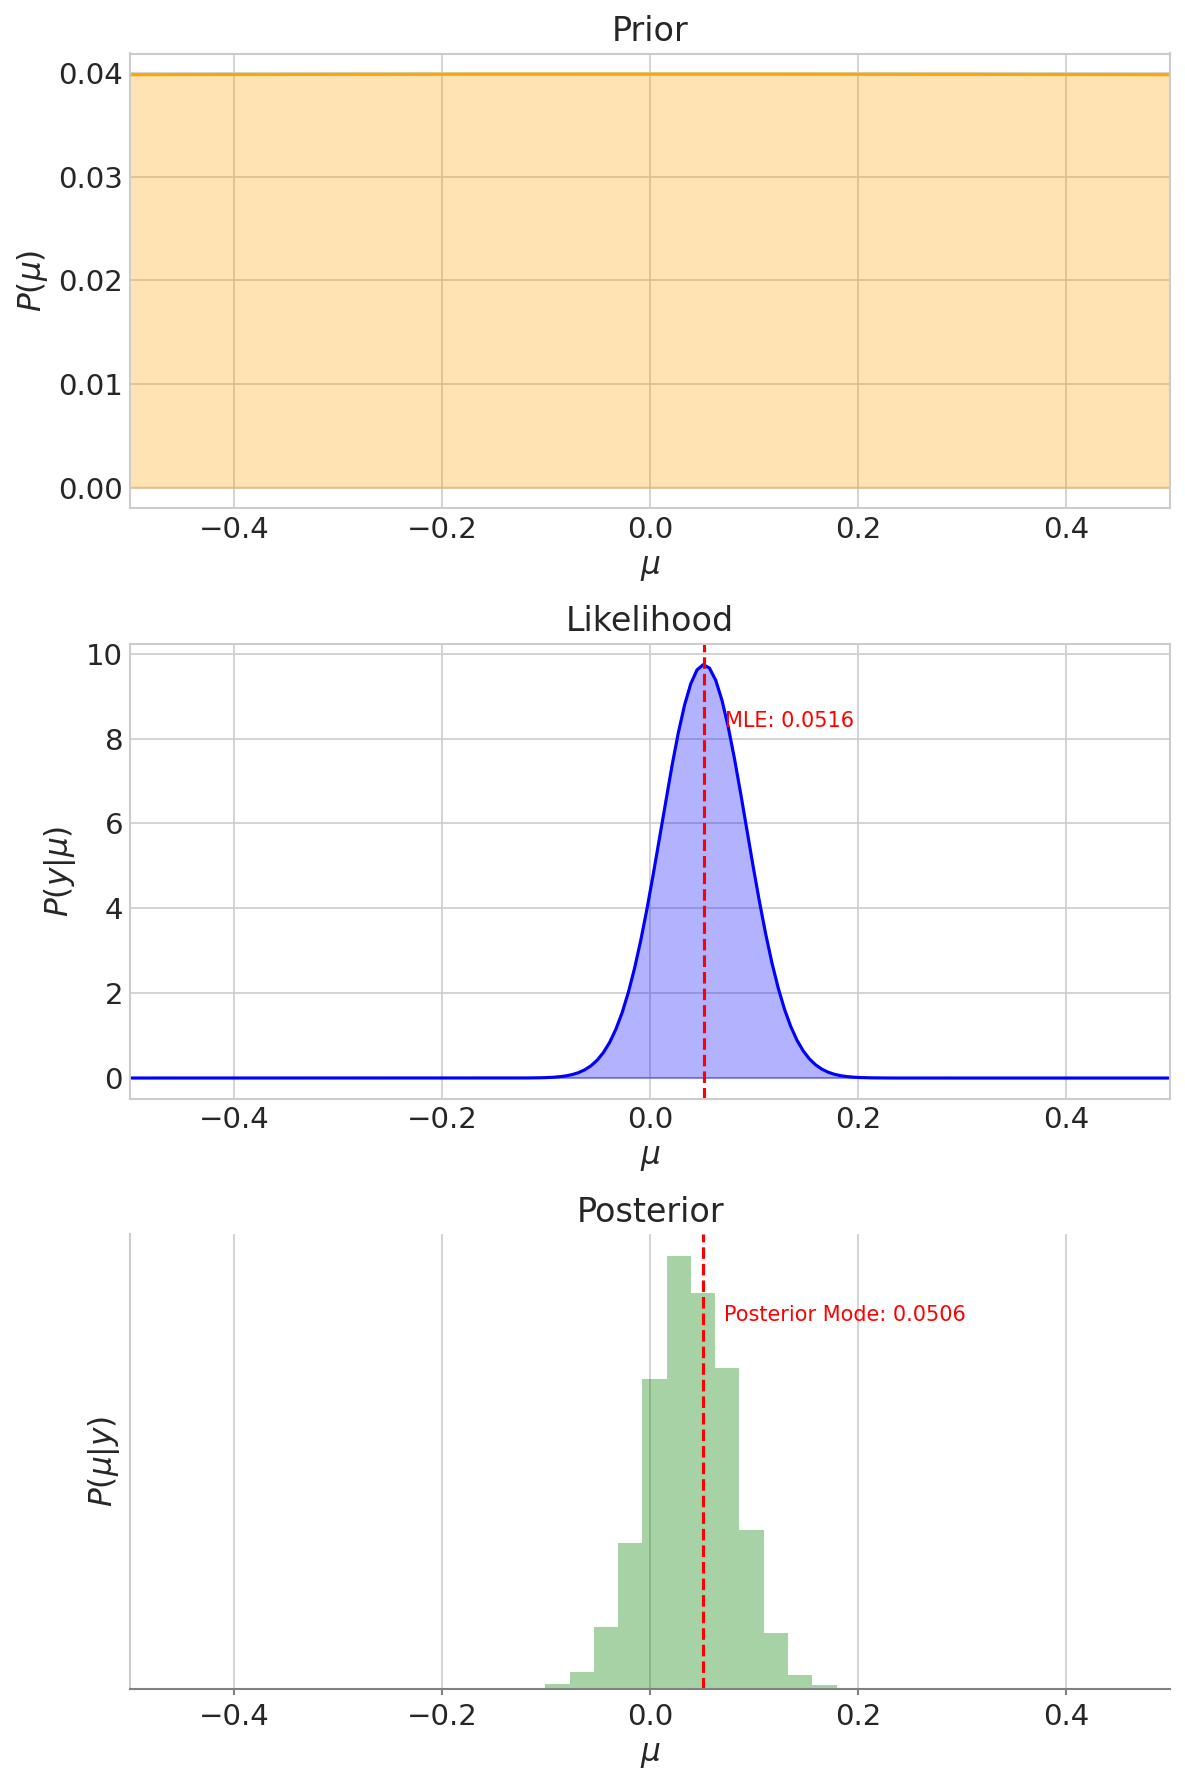 Prior
0.04
0.03
0.02
0.01
0.00
P(μ)
−0.4 −0.2 0.0 0.2 0.4
μ
Likelihood
10
8
6
4
2
0
P(y|μ)
MLE: 0.0516
−0.4 −0.2 0.0 0.2 0.4
μ
Posterior
P(μ|y)
Posterior Mode: 0.0506
−0.4 −0.2 0.0 0.2 0.4
μ